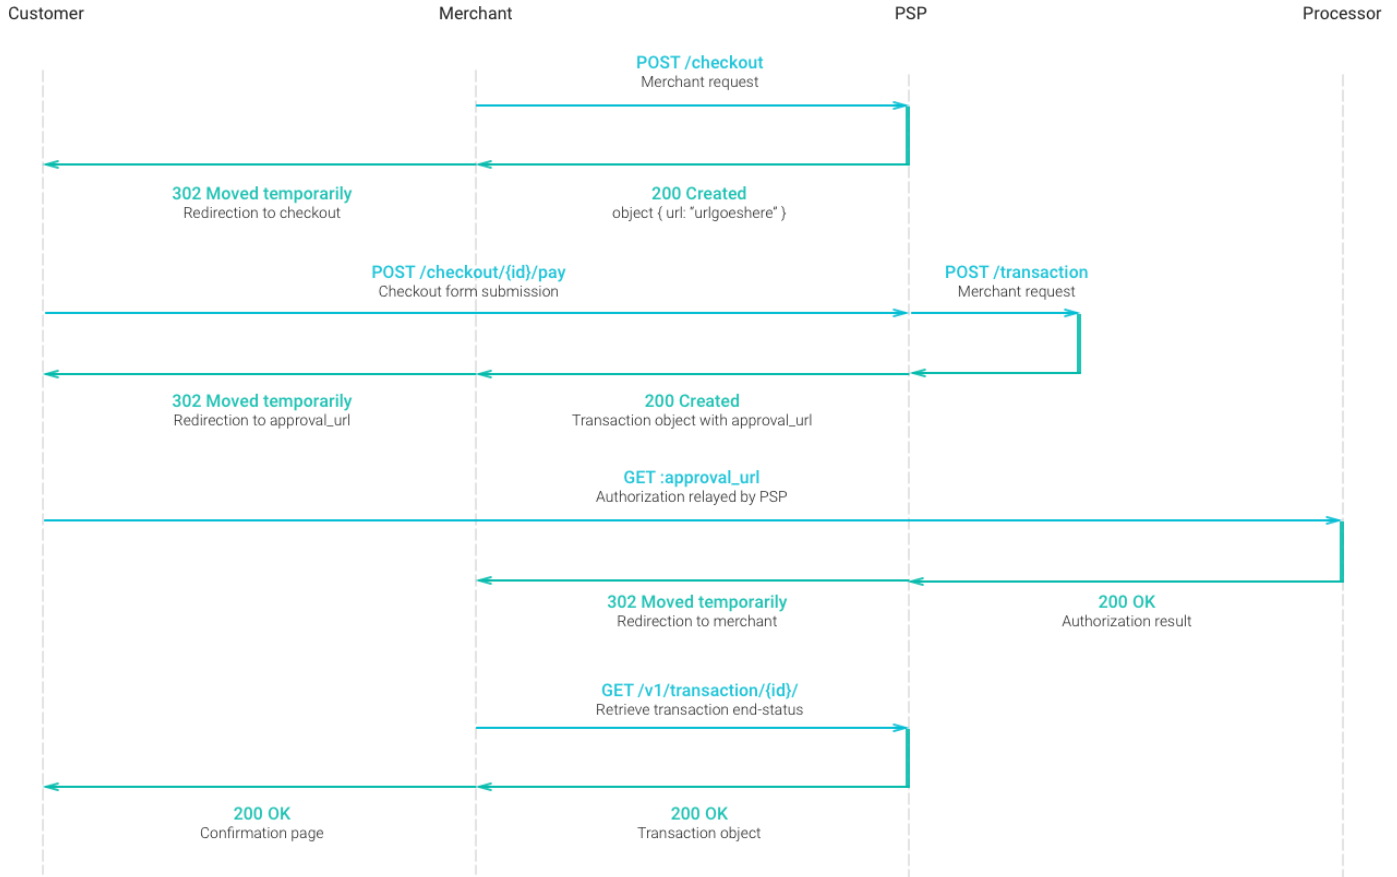 Customer
Merchant
PSP
Processor
POST /checkout
Merchant request
302 Moved temporarily
Redirection to checkout
200 Created
object { url: “urlgoeshere” }
POST /checkout/{id}/pay
Checkout form submission
POST /transaction
Merchant request
302 Moved temporarily
Redirection to approval_url
200 Created
Transaction object with approval_url
GET :approval_url
Authorization relayed by PSP
302 Moved temporarily
Redirection to merchant
200 OK
Authorization result
GET /v1/transaction/{id}/
Retrieve transaction end-status
200 OK
Confirmation page
200 OK
Transaction object